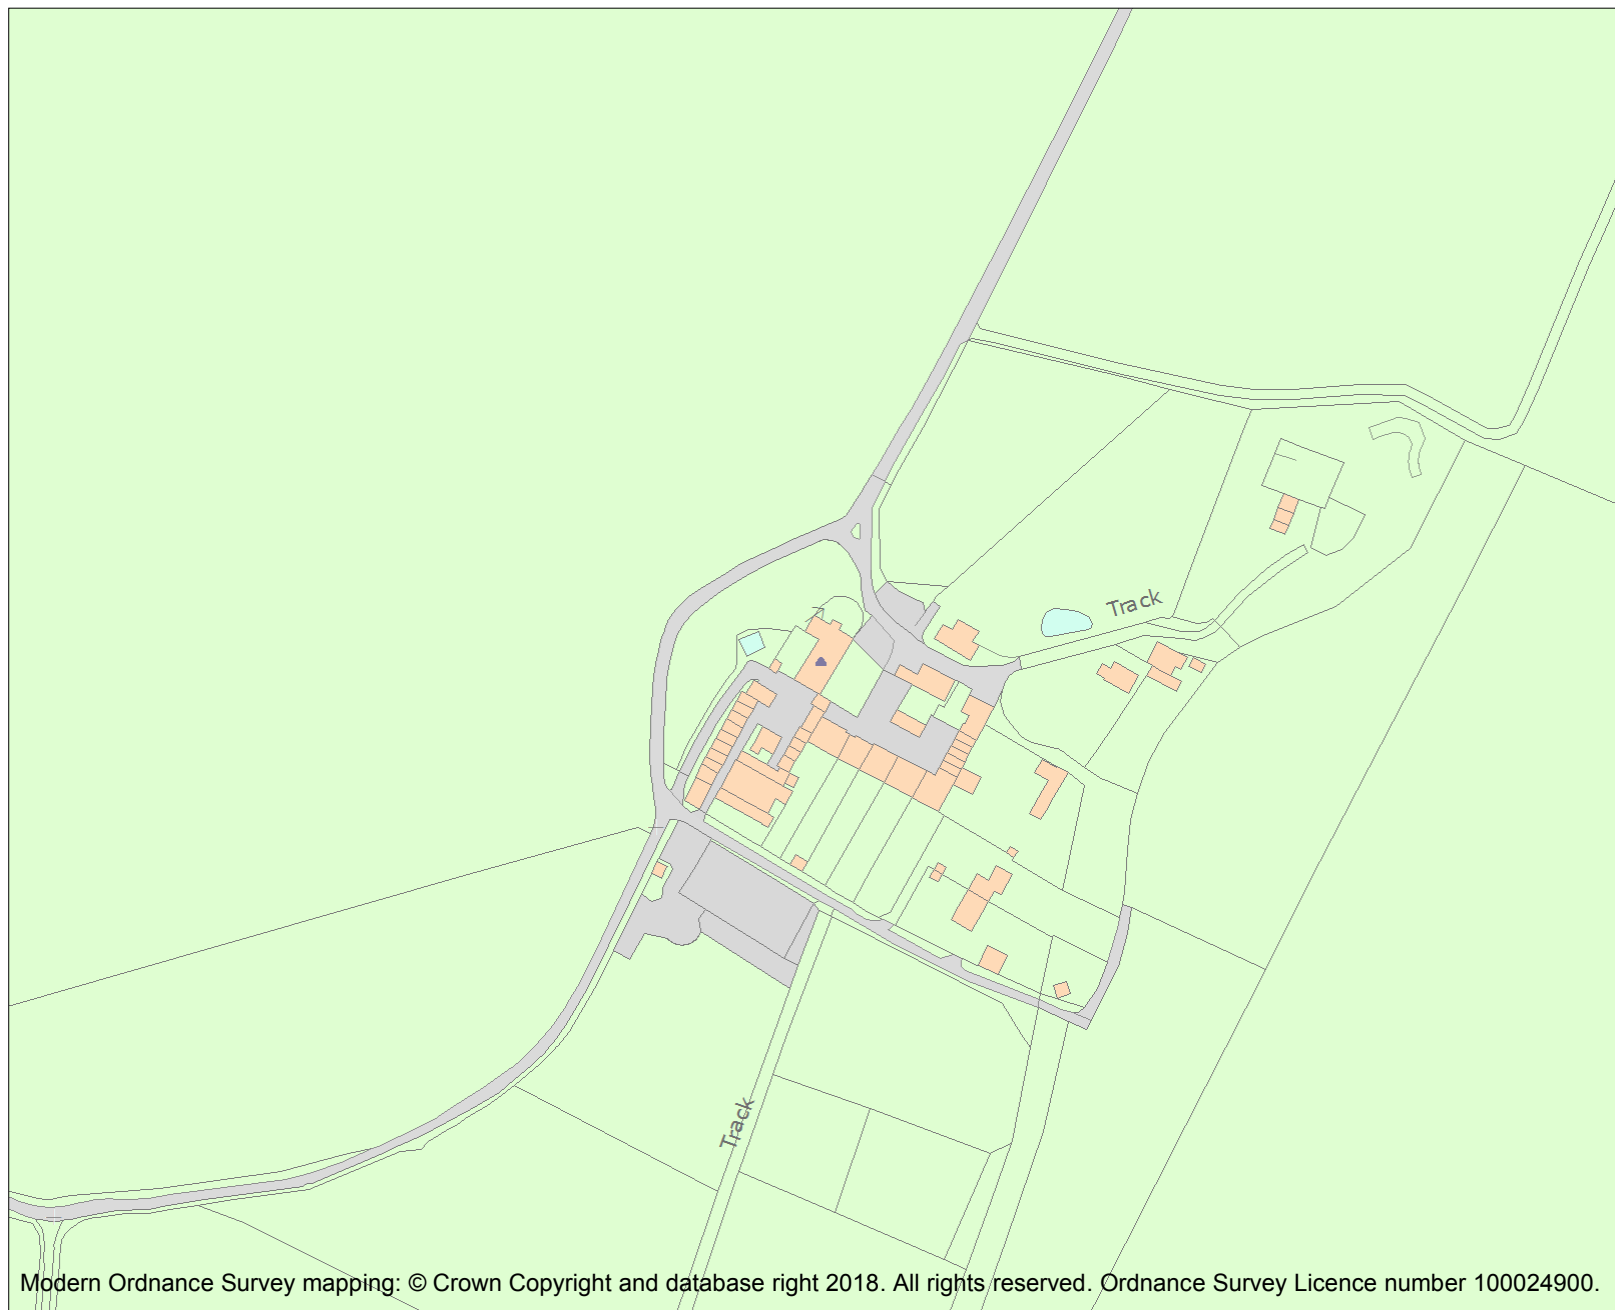 Track
Track
Modern Ordnance Survey mapping: © Crown Copyright and database right 2018. All rights reserved. Ordnance Survey Licence number 100024900.